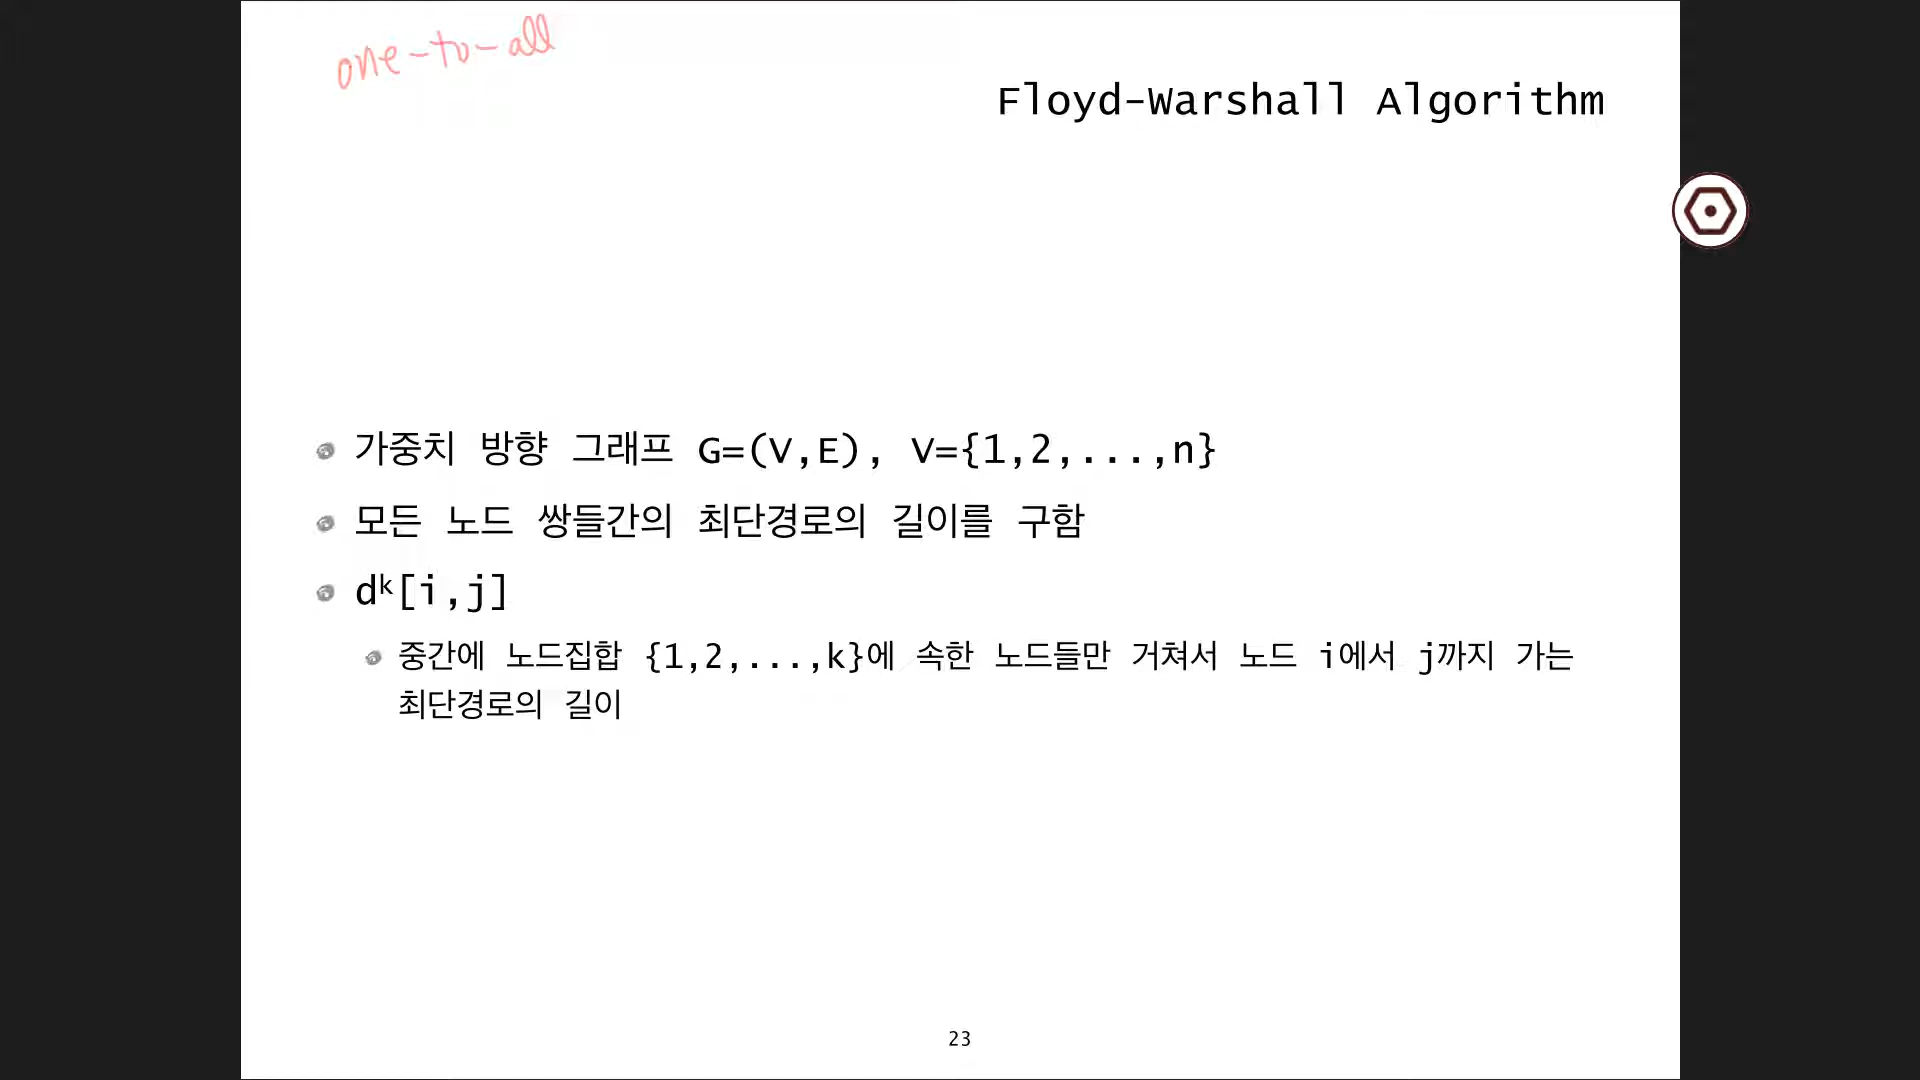 one-to-all
Floyd-Warshall Algorithm
가중치 방향 그래프 G=(V,E), V={1,2,...,n}
모든 노드 쌍들간의 최단경로의 길이를 구함
dᵏ[i,j]
중간에 노드집합 {1,2,...,k}에 속한 노드들만 거쳐서 노드 i에서 j까지 가는
최단경로의 길이
23